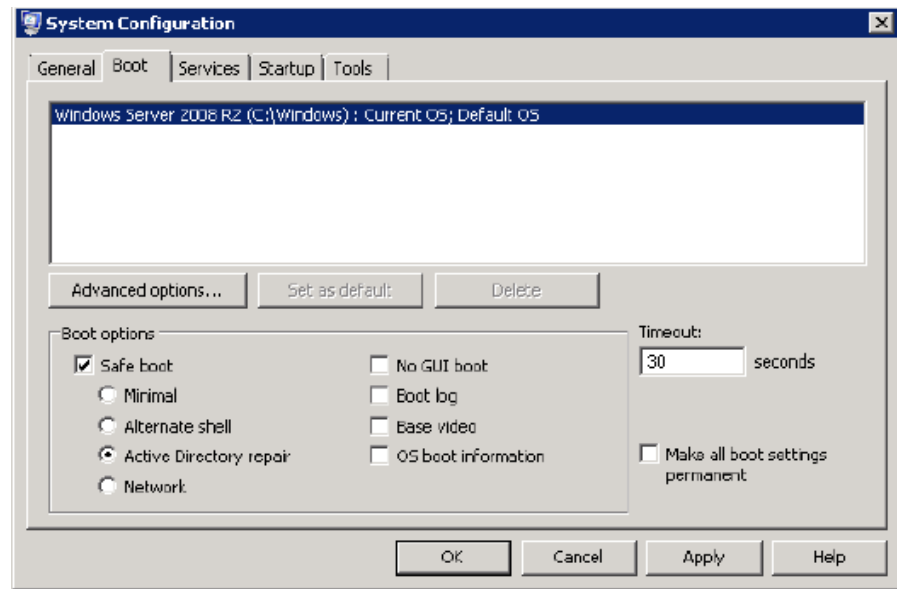 System Configuration
General Boot Services Startup Tools
Windows Server 2008 R2 (C:\Windows) : Current OS; Default OS
Advanced options... Set as default Delete
Boot options
Timeout:
Safe boot No GUI boot 30 seconds
Minimal Boot log
Alternate shell Base video
Active Directory repair OS boot information Make all boot settings
permanent
Network
OK Cancel Apply Help